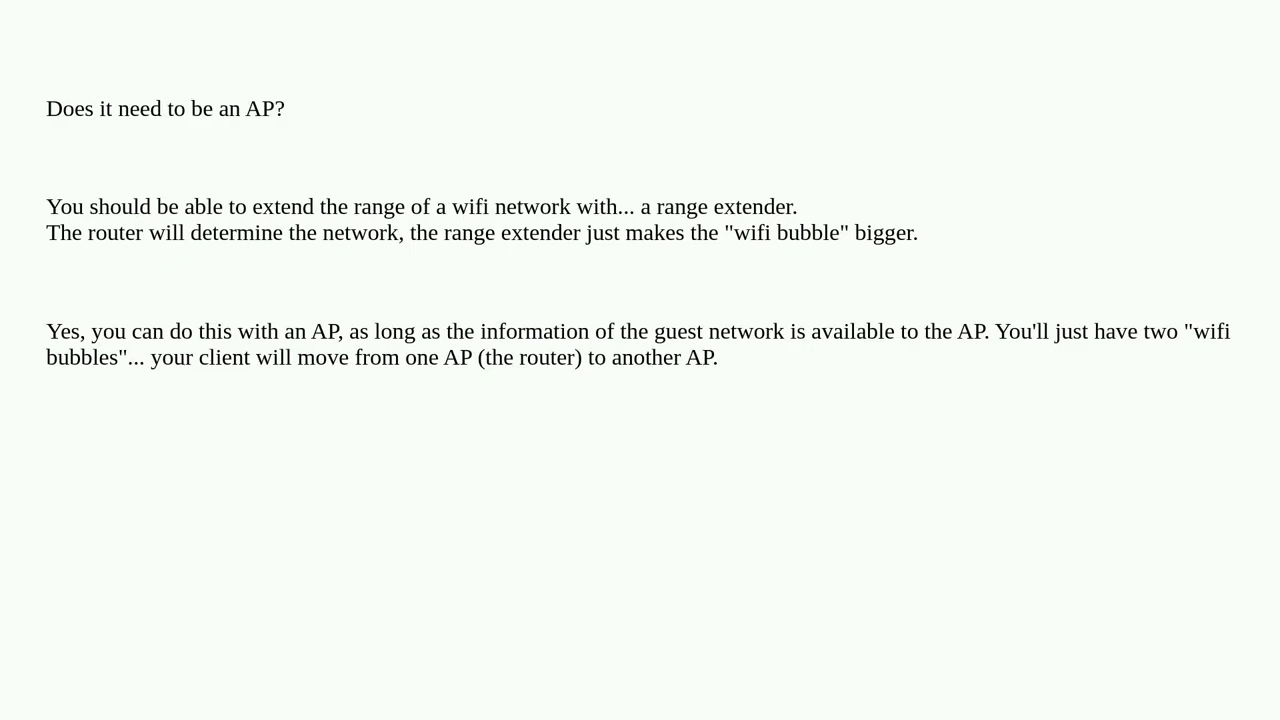 Does it need to be an AP?
You should be able to extend the range of a wifi network with... a range extender.
The router will determine the network, the range extender just makes the "wifi bubble" bigger.
Yes, you can do this with an AP, as long as the information of the guest network is available to the AP. You'll just have two "wifi
bubbles"... your client will move from one AP (the router) to another AP.